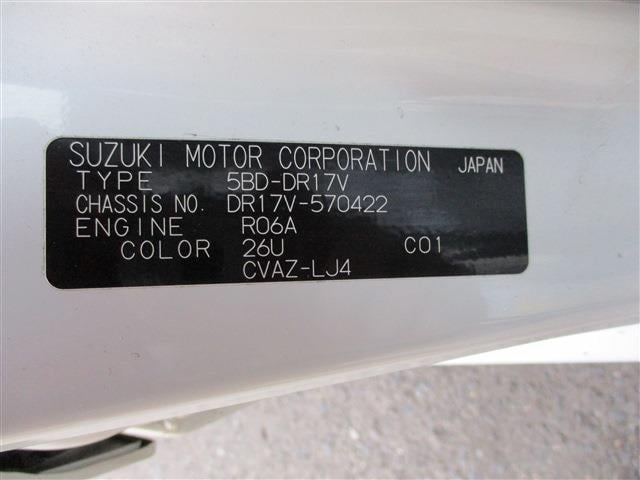 SUZUKI MOTOR CORPORATION JAPAN
TYPE 5BD-DR17V
CHASSIS NO. DR17V-570422
ENGINE R06A
COLOR 26U C01
CVAZ-LJ4